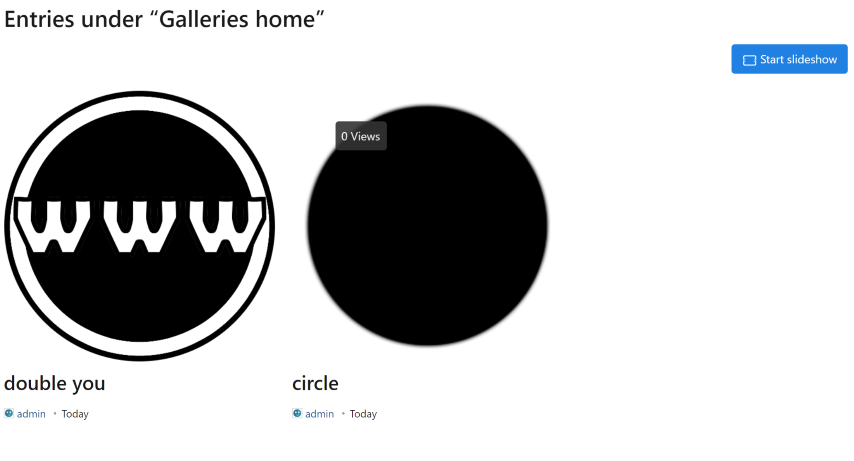 Entries under “Galleries home”
Start slideshow
www
0 Views
double you
circle
admin • Today
admin • Today